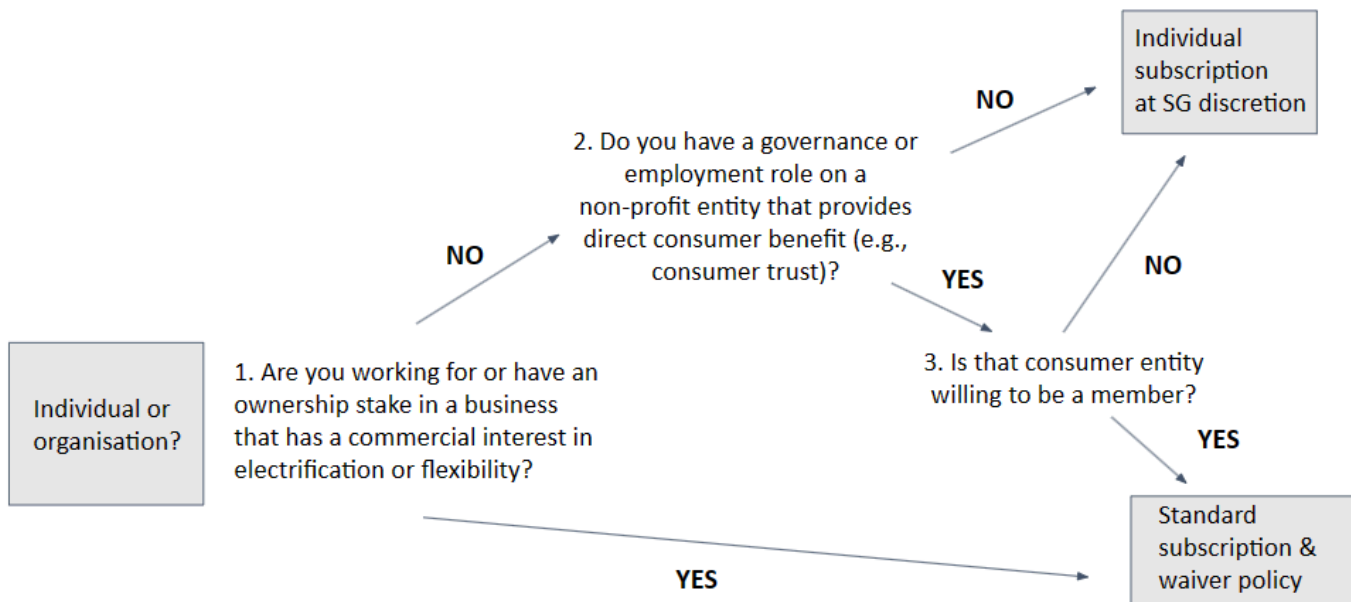 Individual or
organisation?
1. Are you working for or have an
ownership stake in a business
that has a commercial interest in
electrification or flexibility?
NO
YES
2. Do you have a governance or
employment role on a
non-profit entity that provides
direct consumer benefit (e.g.,
consumer trust)?
NO
YES
3. Is that consumer entity
willing to be a member?
NO
YES
Individual
subscription
at SG discretion
Standard
subscription &
waiver policy